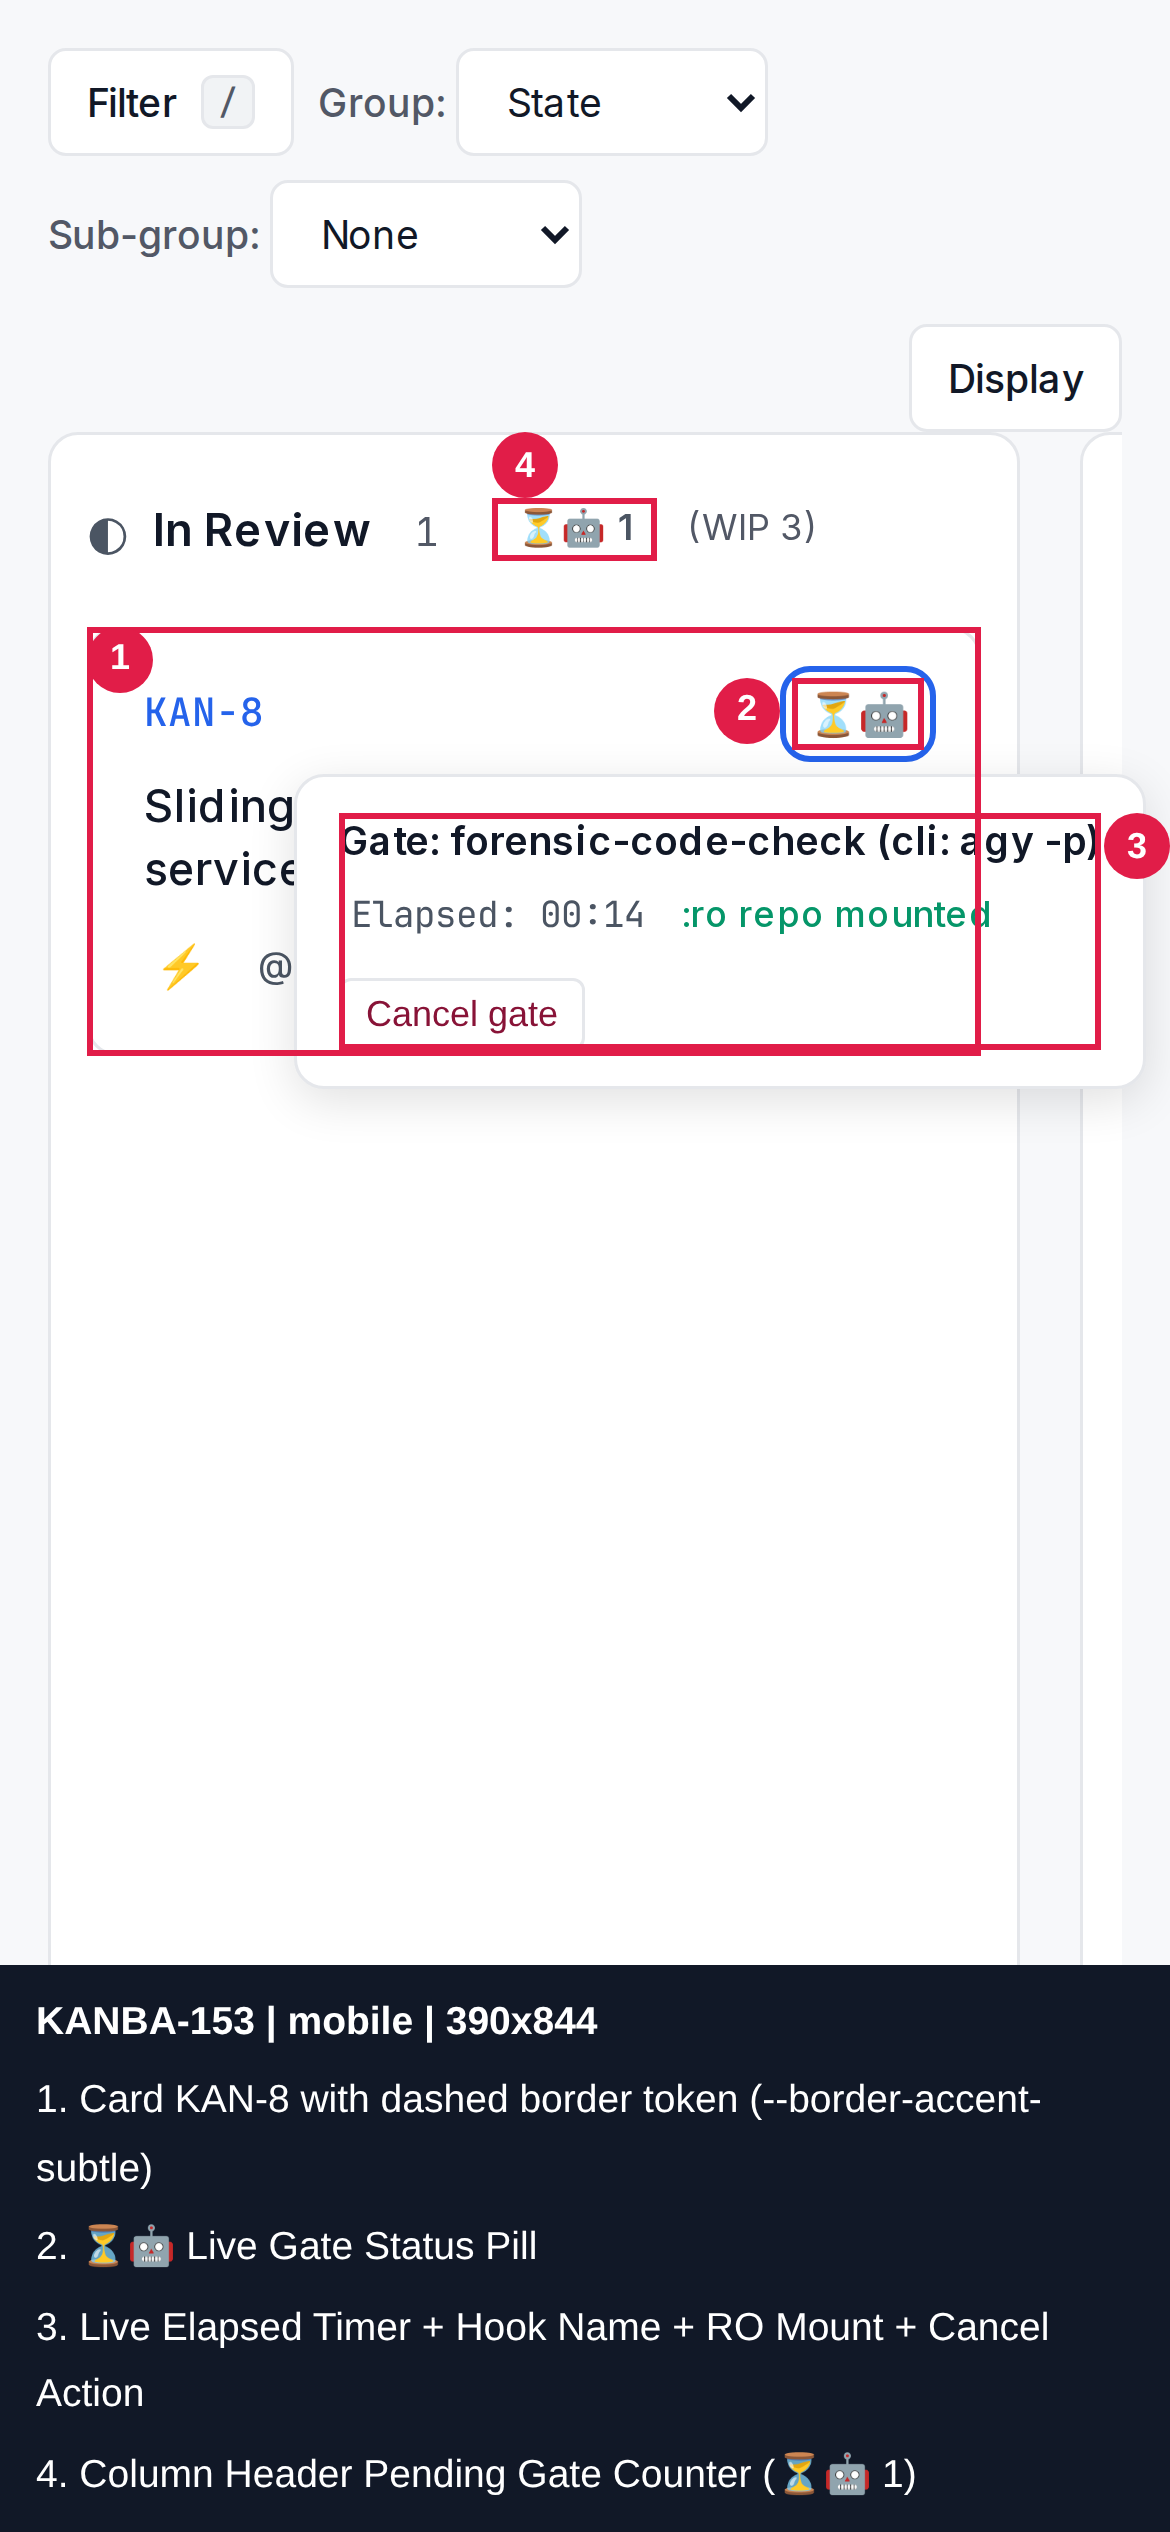 Filter / Group: State
Sub-group: None
Display
4
In Review 1 ⏳🤖 1 (WIP 3)
1
KAN-8 2 ⏳🤖
Sliding
service
⚡ @
Gate: forensic-code-check (cli: agy -p) 3
Elapsed: 00:14 :ro repo mounted
Cancel gate
KANBA-153 | mobile | 390x844
1. Card KAN-8 with dashed border token (--border-accent-
subtle)
2. ⏳🤖 Live Gate Status Pill
3. Live Elapsed Timer + Hook Name + RO Mount + Cancel
Action
4. Column Header Pending Gate Counter (⏳🤖 1)